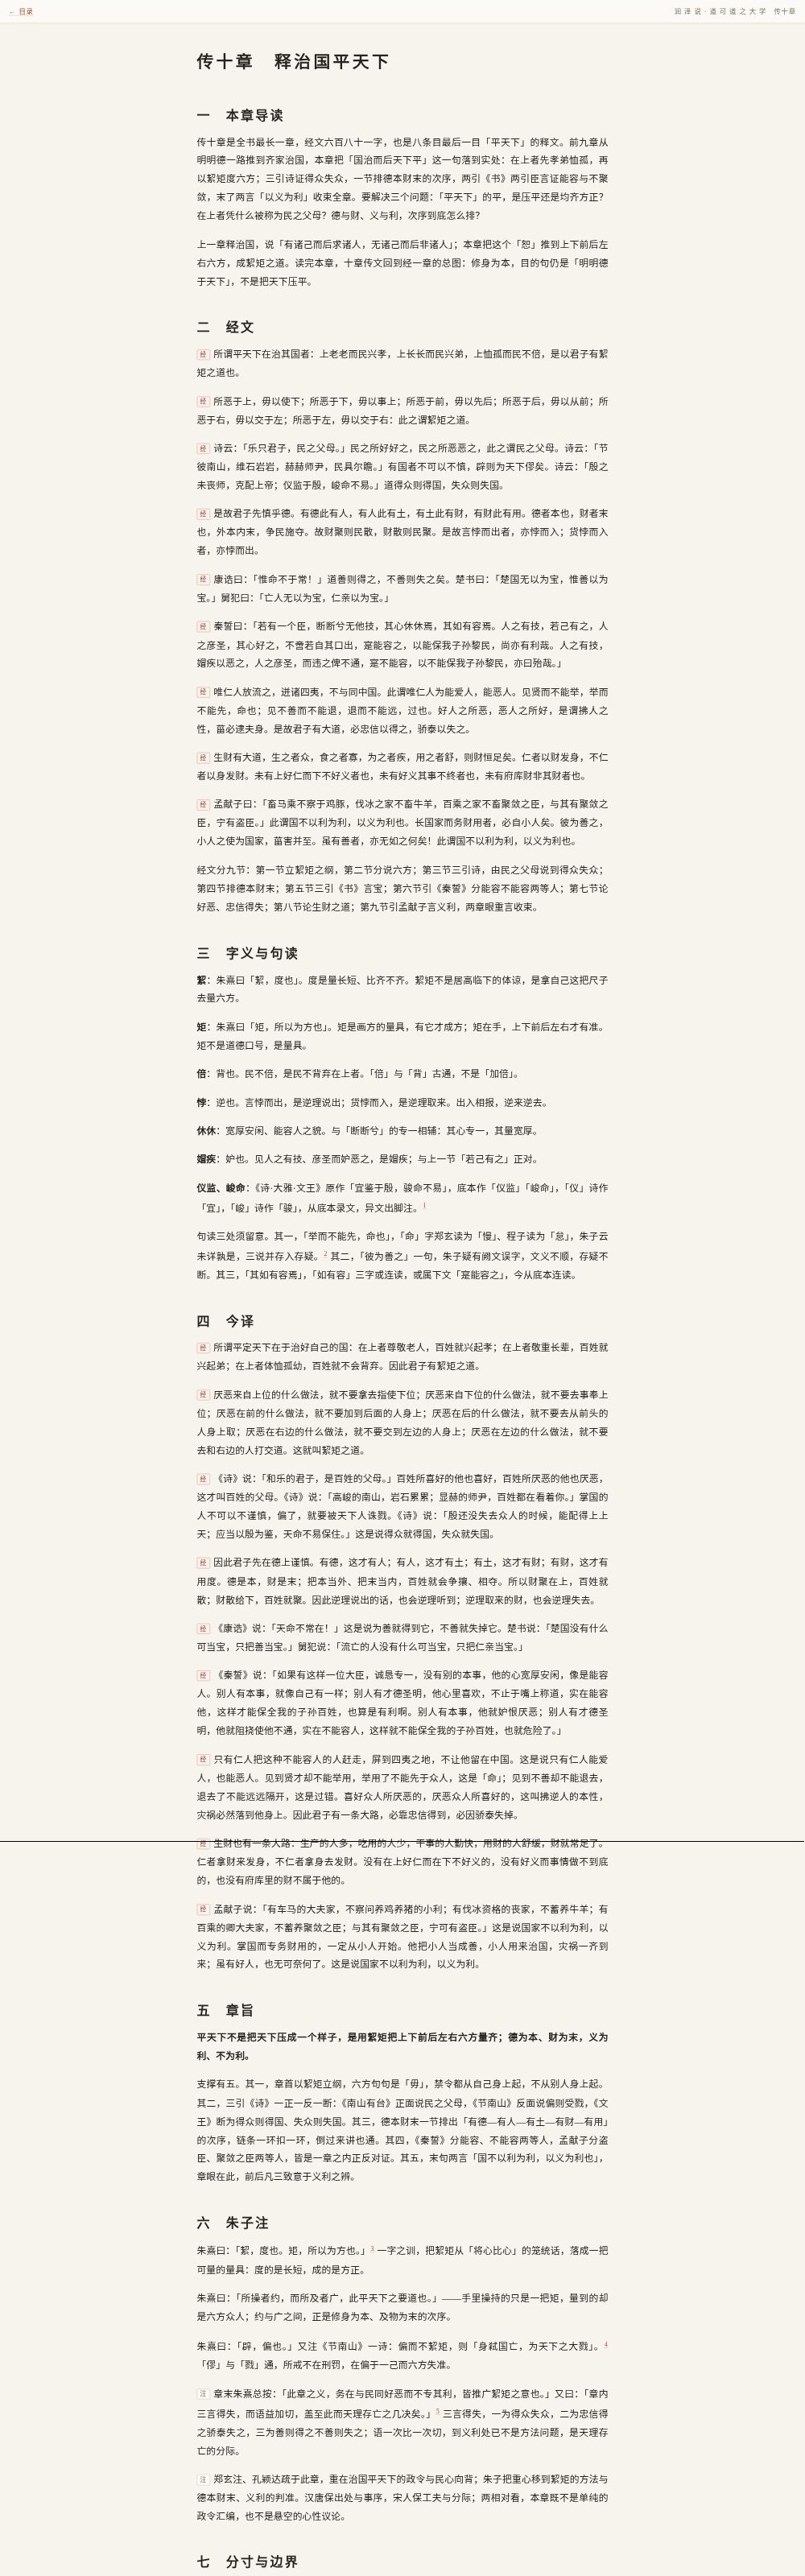 ← 目录
润泽说·道可道之大学 传十章
传十章　释治国平天下
一　本章导读
传十章是全书最长一章，经文六百八十一字，也是八条目最后一目「平天下」的释文。前九章从
明明德一路推到齐家治国，本章把「国治而后天下平」这一句落到实处：在上者先孝弟恤孤，再
以絜矩度六方；三引诗证得众失众，一节排德本财末的次序，两引《书》两引臣言证能容与不聚
敛，末了两言「以义为利」收束全章。要解决三个问题：「平天下」的平，是压平还是均齐方正？
在上者凭什么被称为民之父母？德与财、义与利，次序到底怎么排？
上一章释治国，说「有诸己而后求诸人，无诸己而后非诸人」；本章把这个「恕」推到上下前后左
右六方，成絜矩之道。读完本章，十章传文回到经一章的总图：修身为本，目的句仍是「明明德
于天下」，不是把天下压平。
二　经文
经 所谓平天下在治其国者：上老老而民兴孝，上长长而民兴弟，上恤孤而民不倍，是以君子有絜
矩之道也。
经 所恶于上，毋以使下；所恶于下，毋以事上；所恶于前，毋以先后；所恶于后，毋以从前；所
恶于右，毋以交于左；所恶于左，毋以交于右：此之谓絜矩之道。
经 诗云：「乐只君子，民之父母。」民之所好好之，民之所恶恶之，此之谓民之父母。诗云：「节
彼南山，维石岩岩，赫赫师尹，民具尔瞻。」有国者不可以不慎，辟则为天下僇矣。诗云：「殷之
未丧师，克配上帝；仪监于殷，峻命不易。」道得众则得国，失众则失国。
经 是故君子先慎乎德。有德此有人，有人此有土，有土此有财，有财此有用。德者本也，财者末
也，外本内末，争民施夺。故财聚则民散，财散则民聚。是故言悖而出者，亦悖而入；货悖而入
者，亦悖而出。
经 康诰曰：「惟命不于常！」道善则得之，不善则失之矣。楚书曰：「楚国无以为宝，惟善以为
宝。」舅犯曰：「亡人无以为宝，仁亲以为宝。」
经 秦誓曰：「若有一个臣，断断兮无他技，其心休休焉，其如有容焉。人之有技，若己有之，人
之彦圣，其心好之，不啻若自其口出，寔能容之，以能保我子孙黎民，尚亦有利哉。人之有技，
媢疾以恶之，人之彦圣，而违之俾不通，寔不能容，以不能保我子孙黎民，亦曰殆哉。」
经 唯仁人放流之，迸诸四夷，不与同中国。此谓唯仁人为能爱人，能恶人。见贤而不能举，举而
不能先，命也；见不善而不能退，退而不能远，过也。好人之所恶，恶人之所好，是谓拂人之
性，菑必逮夫身。是故君子有大道，必忠信以得之，骄泰以失之。
经 生财有大道，生之者众，食之者寡，为之者疾，用之者舒，则财恒足矣。仁者以财发身，不仁
者以身发财。未有上好仁而下不好义者也，未有好义其事不终者也，未有府库财非其财者也。
经 孟献子曰：「畜马乘不察于鸡豚，伐冰之家不畜牛羊，百乘之家不畜聚敛之臣，与其有聚敛之
臣，宁有盗臣。」此谓国不以利为利，以义为利也。长国家而务财用者，必自小人矣。彼为善之，
小人之使为国家，菑害并至。虽有善者，亦无如之何矣！此谓国不以利为利，以义为利也。
经文分九节：第一节立絜矩之纲，第二节分说六方；第三节三引诗，由民之父母说到得众失众；
第四节排德本财末；第五节三引《书》言宝；第六节引《秦誓》分能容不能容两等人；第七节论
好恶、忠信得失；第八节论生财之道；第九节引孟献子言义利，两章眼重言收束。
三　字义与句读
絜：朱熹曰「絜，度也」。度是量长短、比齐不齐。絜矩不是居高临下的体谅，是拿自己这把尺子
去量六方。
矩：朱熹曰「矩，所以为方也」。矩是画方的量具，有它才成方；矩在手，上下前后左右才有准。
矩不是道德口号，是量具。
倍：背也。民不倍，是民不背弃在上者。「倍」与「背」古通，不是「加倍」。
悖：逆也。言悖而出，是逆理说出；货悖而入，是逆理取来。出入相报，逆来逆去。
休休：宽厚安闲、能容人之貌。与「断断兮」的专一相辅：其心专一，其量宽厚。
媢疾：妒也。见人之有技、彦圣而妒恶之，是媢疾；与上一节「若己有之」正对。
仪监、峻命：《诗·大雅·文王》原作「宜鉴于殷，骏命不易」，底本作「仪监」「峻命」，「仪」诗作
「宜」，「峻」诗作「骏」，从底本录文，异文出脚注。1
句读三处须留意。其一，「举而不能先，命也」，「命」字郑玄读为「慢」、程子读为「怠」，朱子云
未详孰是，三说并存入存疑。2 其二，「彼为善之」一句，朱子疑有阙文误字，文义不顺，存疑不
断。其三，「其如有容焉」，「如有容」三字或连读，或属下文「寔能容之」，今从底本连读。
四　今译
经 所谓平定天下在于治好自己的国：在上者尊敬老人，百姓就兴起孝；在上者敬重长辈，百姓就
兴起弟；在上者体恤孤幼，百姓就不会背弃。因此君子有絜矩之道。
经 厌恶来自上位的什么做法，就不要拿去指使下位；厌恶来自下位的什么做法，就不要去事奉上
位；厌恶在前的什么做法，就不要加到后面的人身上；厌恶在后的什么做法，就不要去从前头的
人身上取；厌恶在右边的什么做法，就不要交到左边的人身上；厌恶在左边的什么做法，就不要
去和右边的人打交道。这就叫絜矩之道。
经 《诗》说：「和乐的君子，是百姓的父母。」百姓所喜好的他也喜好，百姓所厌恶的他也厌恶，
这才叫百姓的父母。《诗》说：「高峻的南山，岩石累累；显赫的师尹，百姓都在看着你。」掌国的
人不可以不谨慎，偏了，就要被天下人诛戮。《诗》说：「殷还没失去众人的时候，能配得上上
天；应当以殷为鉴，天命不易保住。」这是说得众就得国，失众就失国。
经 因此君子先在德上谨慎。有德，这才有人；有人，这才有土；有土，这才有财；有财，这才有
用度。德是本，财是末；把本当外、把末当内，百姓就会争攘、相夺。所以财聚在上，百姓就
散；财散给下，百姓就聚。因此逆理说出的话，也会逆理听到；逆理取来的财，也会逆理失去。
经 《康诰》说：「天命不常在！」这是说为善就得到它，不善就失掉它。楚书说：「楚国没有什么
可当宝，只把善当宝。」舅犯说：「流亡的人没有什么可当宝，只把仁亲当宝。」
经 《秦誓》说：「如果有这样一位大臣，诚恳专一，没有别的本事，他的心宽厚安闲，像是能容
人。别人有本事，就像自己有一样；别人有才德圣明，他心里喜欢，不止于嘴上称道，实在能容
他，这样才能保全我的子孙百姓，也算是有利啊。别人有本事，他就妒恨厌恶；别人有才德圣
明，他就阻挠使他不通，实在不能容人，这样就不能保全我的子孙百姓，也就危险了。」
经 只有仁人把这种不能容人的人赶走，屏到四夷之地，不让他留在中国。这是说只有仁人能爱
人，也能恶人。见到贤才却不能举用，举用了不能先于众人，这是「命」；见到不善却不能退去，
退去了不能远远隔开，这是过错。喜好众人所厌恶的，厌恶众人所喜好的，这叫拂逆人的本性，
灾祸必然落到他身上。因此君子有一条大路，必靠忠信得到，必因骄泰失掉。
经 生财也有一条大路：生产的人多，吃用的人少，干事的人勤快，用财的人舒缓，财就常足了。
仁者拿财来发身，不仁者拿身去发财。没有在上好仁而在下不好义的，没有好义而事情做不到底
的，也没有府库里的财不属于他的。
经 孟献子说：「有车马的大夫家，不察问养鸡养猪的小利；有伐冰资格的丧家，不蓄养牛羊；有
百乘的卿大夫家，不蓄养聚敛之臣；与其有聚敛之臣，宁可有盗臣。」这是说国家不以利为利，以
义为利。掌国而专务财用的，一定从小人开始。他把小人当成善，小人用来治国，灾祸一齐到
来；虽有好人，也无可奈何了。这是说国家不以利为利，以义为利。
五　章旨
平天下不是把天下压成一个样子，是用絜矩把上下前后左右六方量齐；德为本、财为末，义为
利、不为利。
支撑有五。其一，章首以絜矩立纲，六方句句是「毋」，禁令都从自己身上起，不从别人身上起。
其二，三引《诗》一正一反一断：《南山有台》正面说民之父母，《节南山》反面说偏则受戮，《文
王》断为得众则得国、失众则失国。其三，德本财末一节排出「有德—有人—有土—有财—有用」
的次序，链条一环扣一环，倒过来讲也通。其四，《秦誓》分能容、不能容两等人，孟献子分盗
臣、聚敛之臣两等人，皆是一章之内正反对证。其五，末句两言「国不以利为利，以义为利也」，
章眼在此，前后凡三致意于义利之辨。
六　朱子注
朱熹曰：「絜，度也。矩，所以为方也。」3 一字之训，把絜矩从「将心比心」的笼统话，落成一把
可量的量具：度的是长短，成的是方正。
朱熹曰：「所操者约，而所及者广，此平天下之要道也。」——手里操持的只是一把矩，量到的却
是六方众人；约与广之间，正是修身为本、及物为末的次序。
朱熹曰：「辟，偏也。」又注《节南山》一诗：偏而不絜矩，则「身弑国亡，为天下之大戮」。4
「僇」与「戮」通，所戒不在刑罚，在偏于一己而六方失准。
注 章末朱熹总按：「此章之义，务在与民同好恶而不专其利，皆推广絜矩之意也。」又曰：「章内
三言得失，而语益加切，盖至此而天理存亡之几决矣。」5 三言得失，一为得众失众，二为忠信得
之骄泰失之，三为善则得之不善则失之；语一次比一次切，到义利处已不是方法问题，是天理存
亡的分际。
注 郑玄注、孔颖达疏于此章，重在治国平天下的政令与民心向背；朱子把重心移到絜矩的方法与
德本财末、义利的判准。汉唐保出处与事序，宋人保工夫与分际；两相对看，本章既不是单纯的
政令汇编，也不是悬空的心性议论。
七　分寸与边界